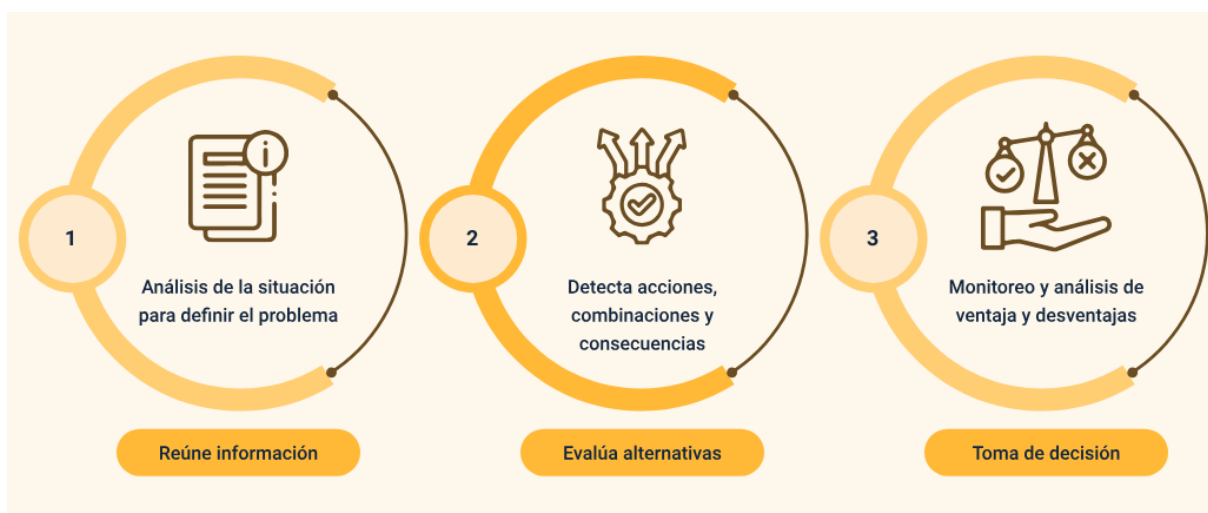 1
Análisis de la situación
para definir el problema
Reúne información
2
Detecta acciones,
combinaciones y
consecuencias
Evalúa alternativas
3
Monitoreo y análisis de
ventaja y desventajas
Toma de decisión